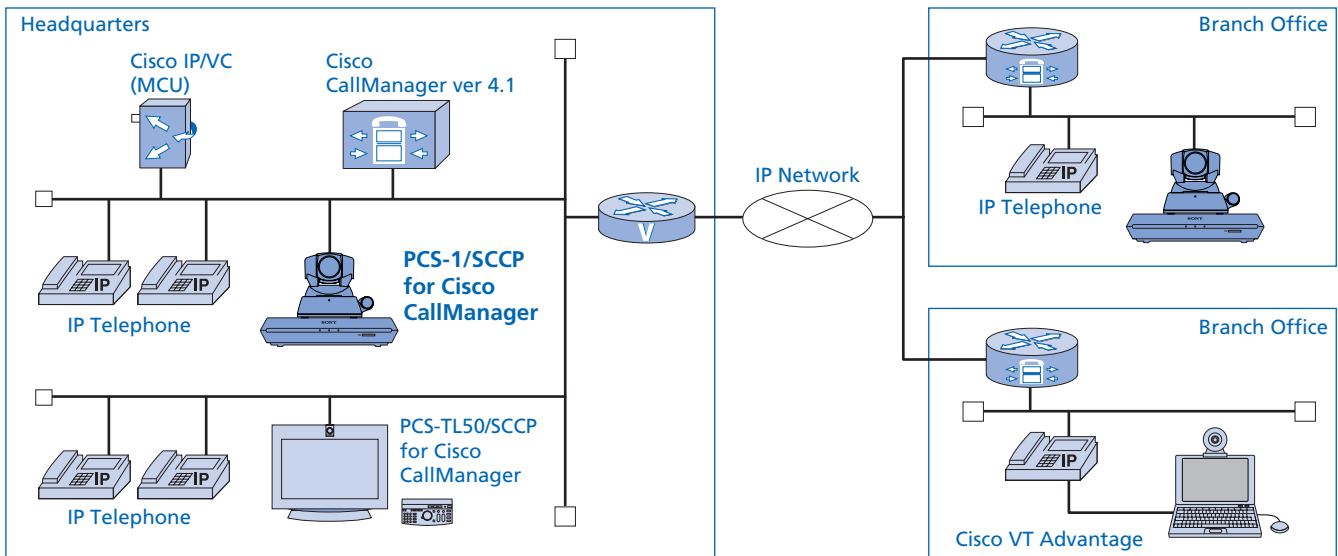 Headquarters
Cisco IP/VC
(MCU)
Cisco
CallManager ver 4.1
IP
IP
IP Telephone
SONY
PCS-1/SCCP
for Cisco
CallManager
V
IP
IP
IP Telephone
PCS-TL50/SCCP
for Cisco
CallManager
IP Network
Branch Office
IP
IP Telephone
SONY
Branch Office
IP
Cisco VT Advantage